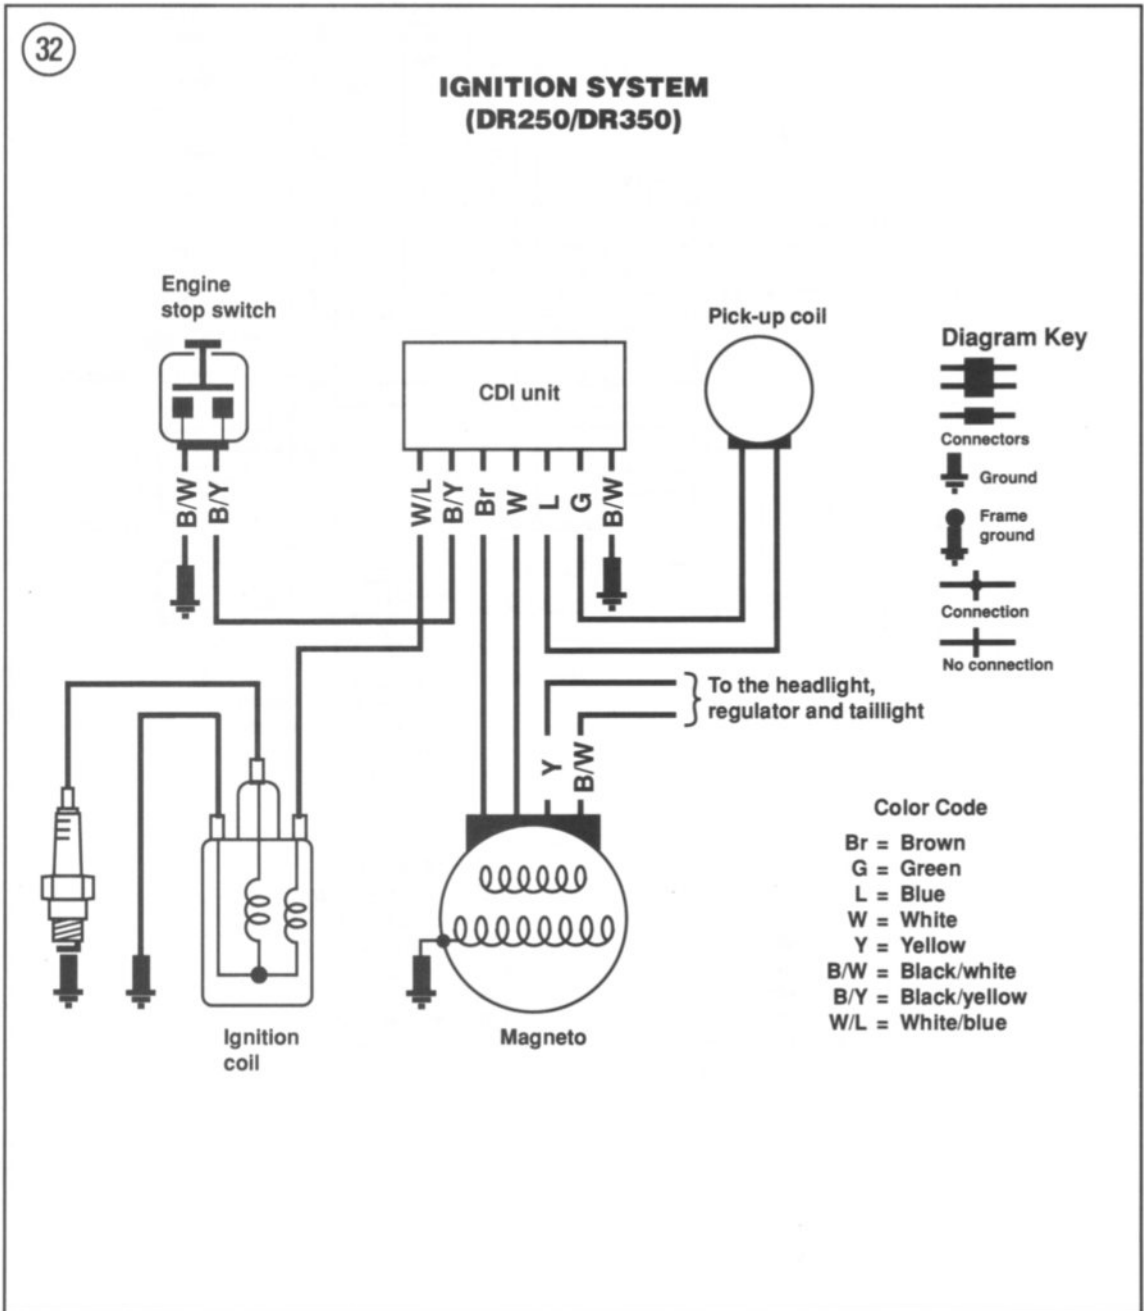 32
IGNITION SYSTEM
(DR250/DR350)
Engine
stop switch
CDI unit
Pick-up coil
Diagram Key
Connectors
Ground
Frame
ground
Connection
No connection
B/W
B/Y
W/L
B/Y
Br
W
L
G
B/W
To the headlight,
regulator and taillight
Y
B/W
Ignition
coil
Magneto
Color Code
Br = Brown
G = Green
L = Blue
W = White
Y = Yellow
B/W = Black/white
B/Y = Black/yellow
W/L = White/blue